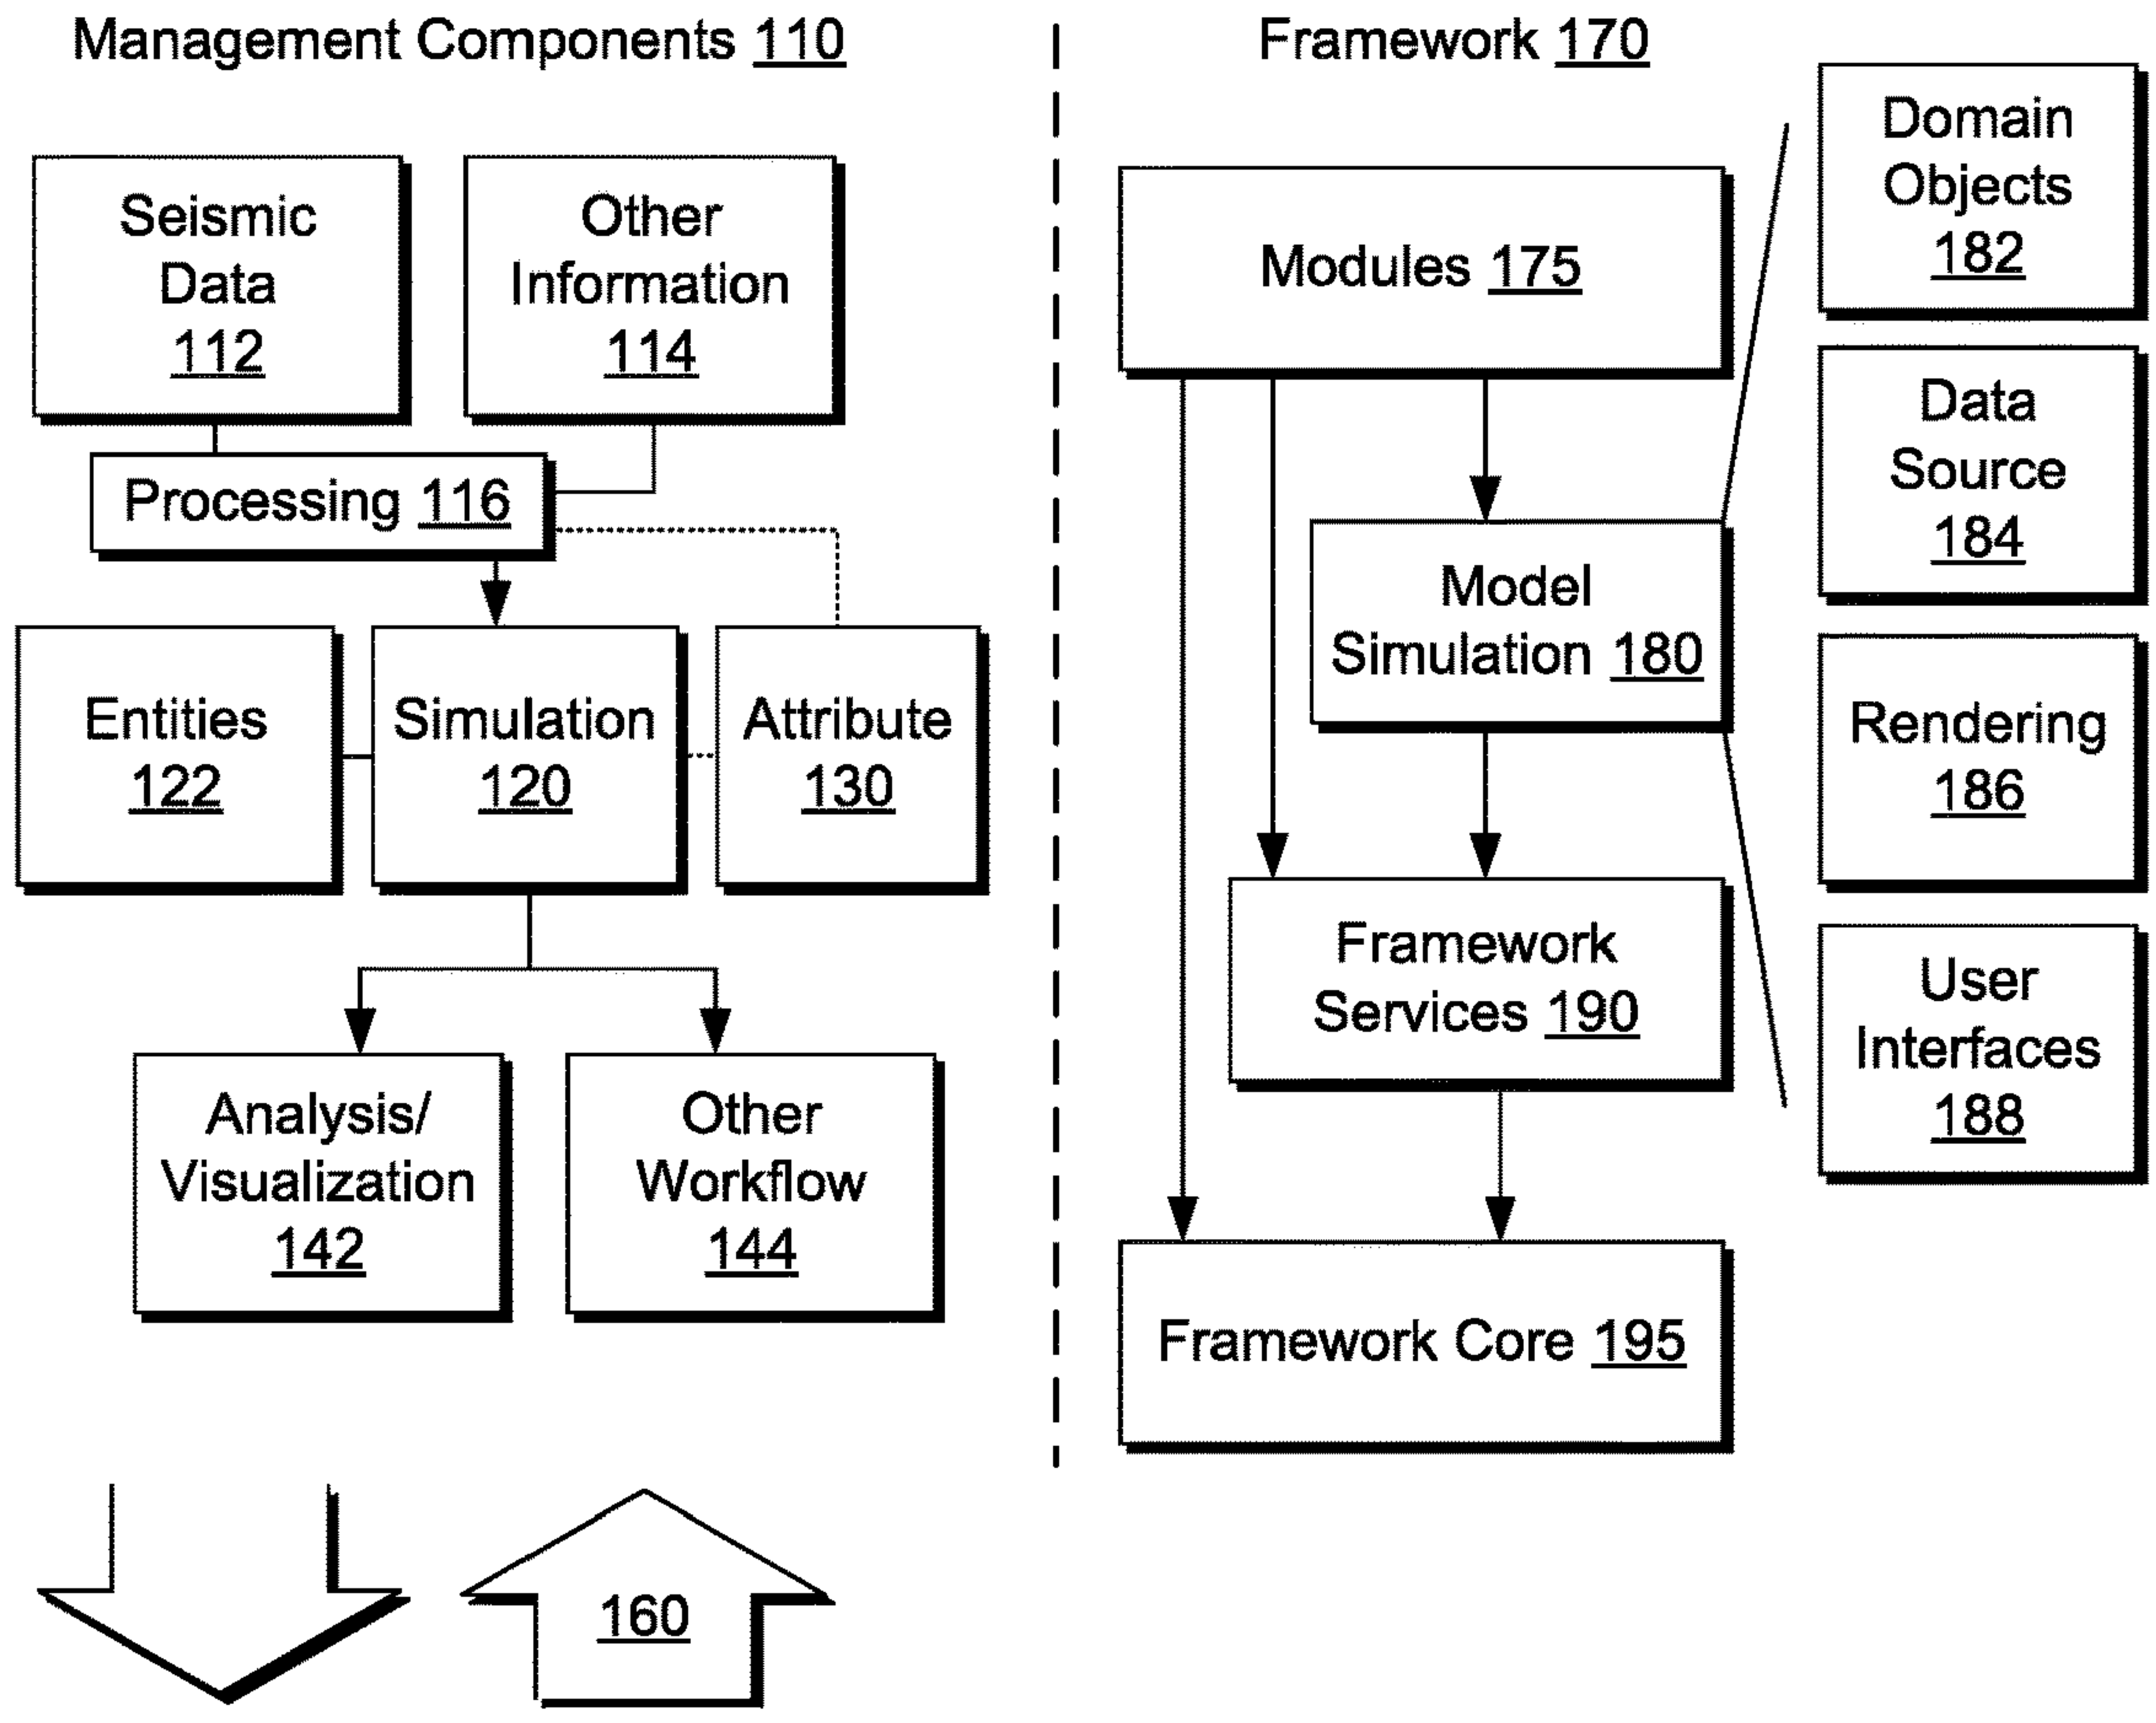 Management Components 110
Seismic
Data
112
Other
Information
114
Processing 116
Entities
122
Simulation
120
Attribute
130
Analysis/
Visualization
142
Other
Workflow
144
160
Framework 170
Modules 175
Model
Simulation 180
Framework
Services 190
Framework Core 195
Domain
Objects
182
Data
Source
184
Rendering
186
User
Interfaces
188